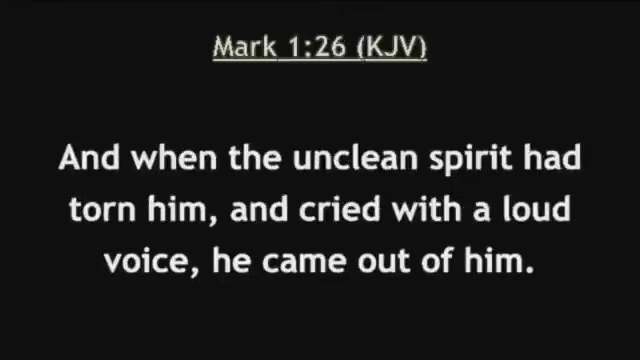 Mark 1:26 (KJV)
And when the unclean spirit had
torn him, and cried with a loud
voice, he came out of him.